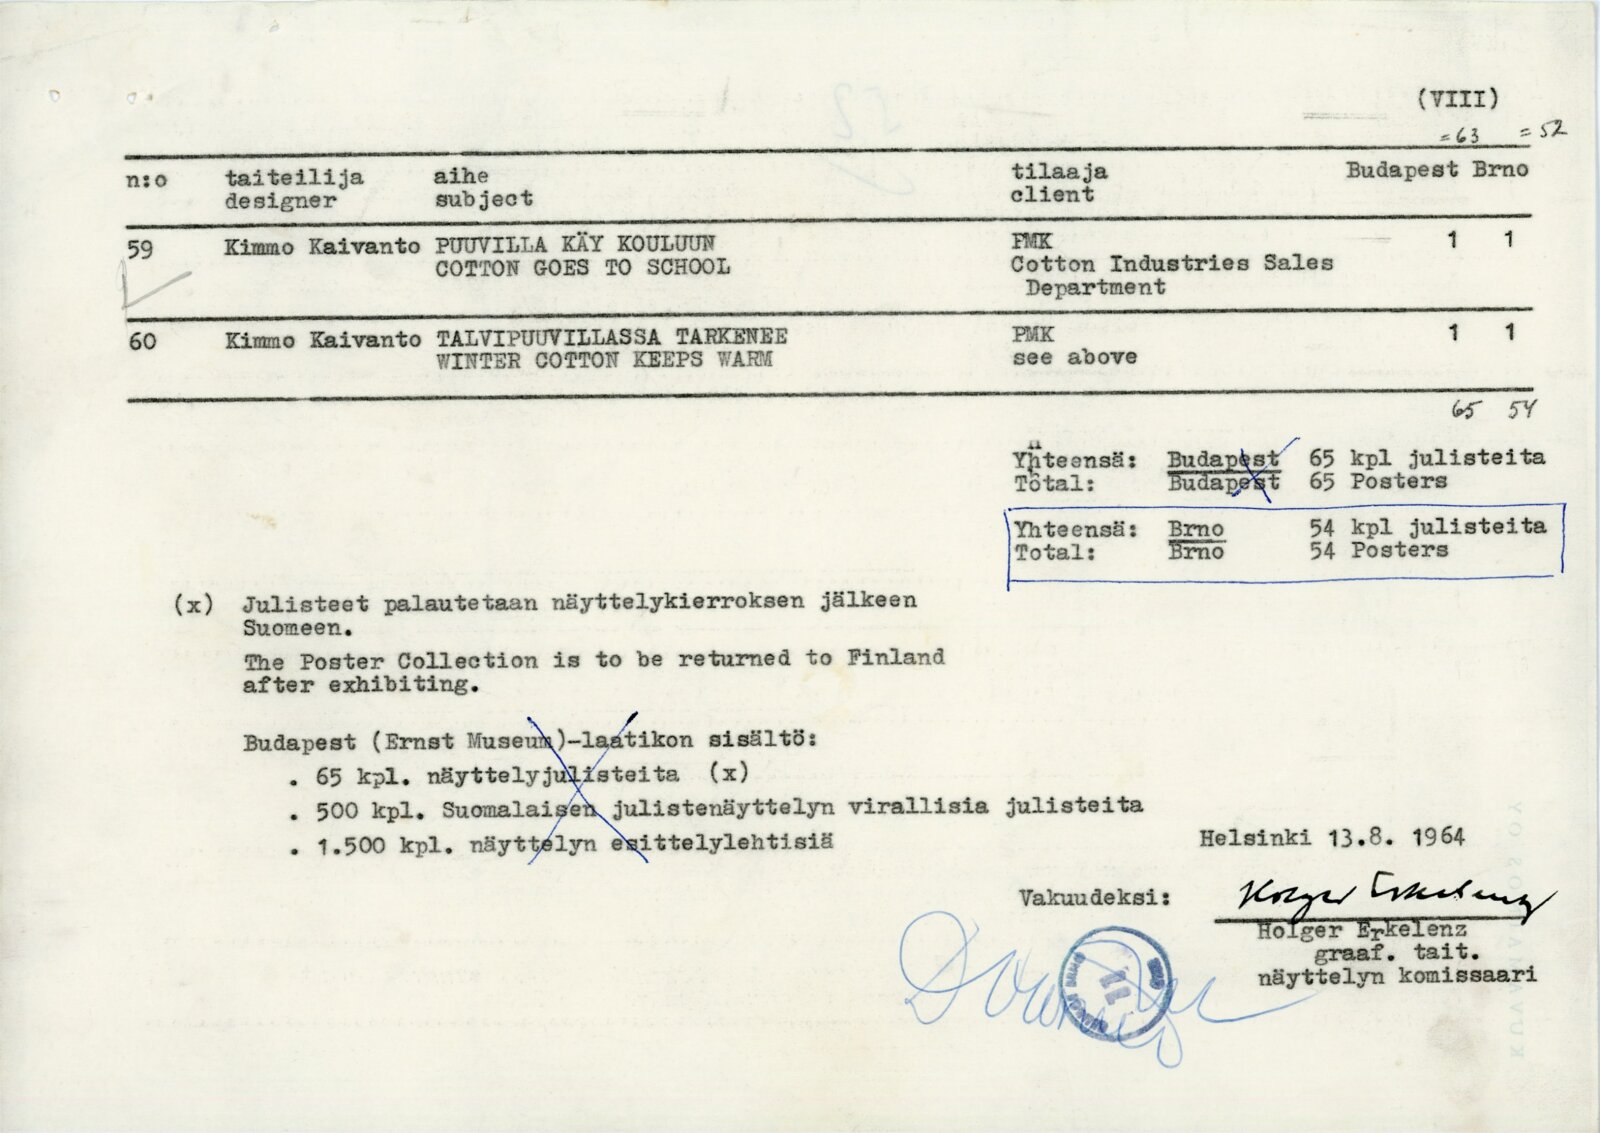 (VIII)
=63 =52
n:o taiteilija aihe tilaaja Budapest Brno
designer subject client
59 Kimmo Kaivanto PUUVILLA KÄY KOULUUN PMK 1 1
COTTON GOES TO SCHOOL Cotton Industries Sales
Department
60 Kimmo Kaivanto TALVIPUUVILLASSA TARKENEE PMK 1 1
WINTER COTTON KEEPS WARM see above
65 54
Yhteensä: Budapest 65 kpl julisteita
Total: Budapest 65 Posters
Yhteensä: Brno 54 kpl julisteita
Total: Brno 54 Posters
(x) Julisteet palautetaan näyttelykierroksen jälkeen
Suomeen.
The Poster Collection is to be returned to Finland
after exhibiting.
Budapest (Ernst Museum)-laatikon sisältö:
. 65 kpl. näyttelyjulisteita (x)
. 500 kpl. Suomalaisen julistenäyttelyn virallisia julisteita
. 1.500 kpl. näyttelyn esittelylehtisiä
Helsinki 13.8. 1964
Vakuudeksi: Holger Erkelenz
Holger Erkelenz
graaf. tait.
näyttelyn komissaari